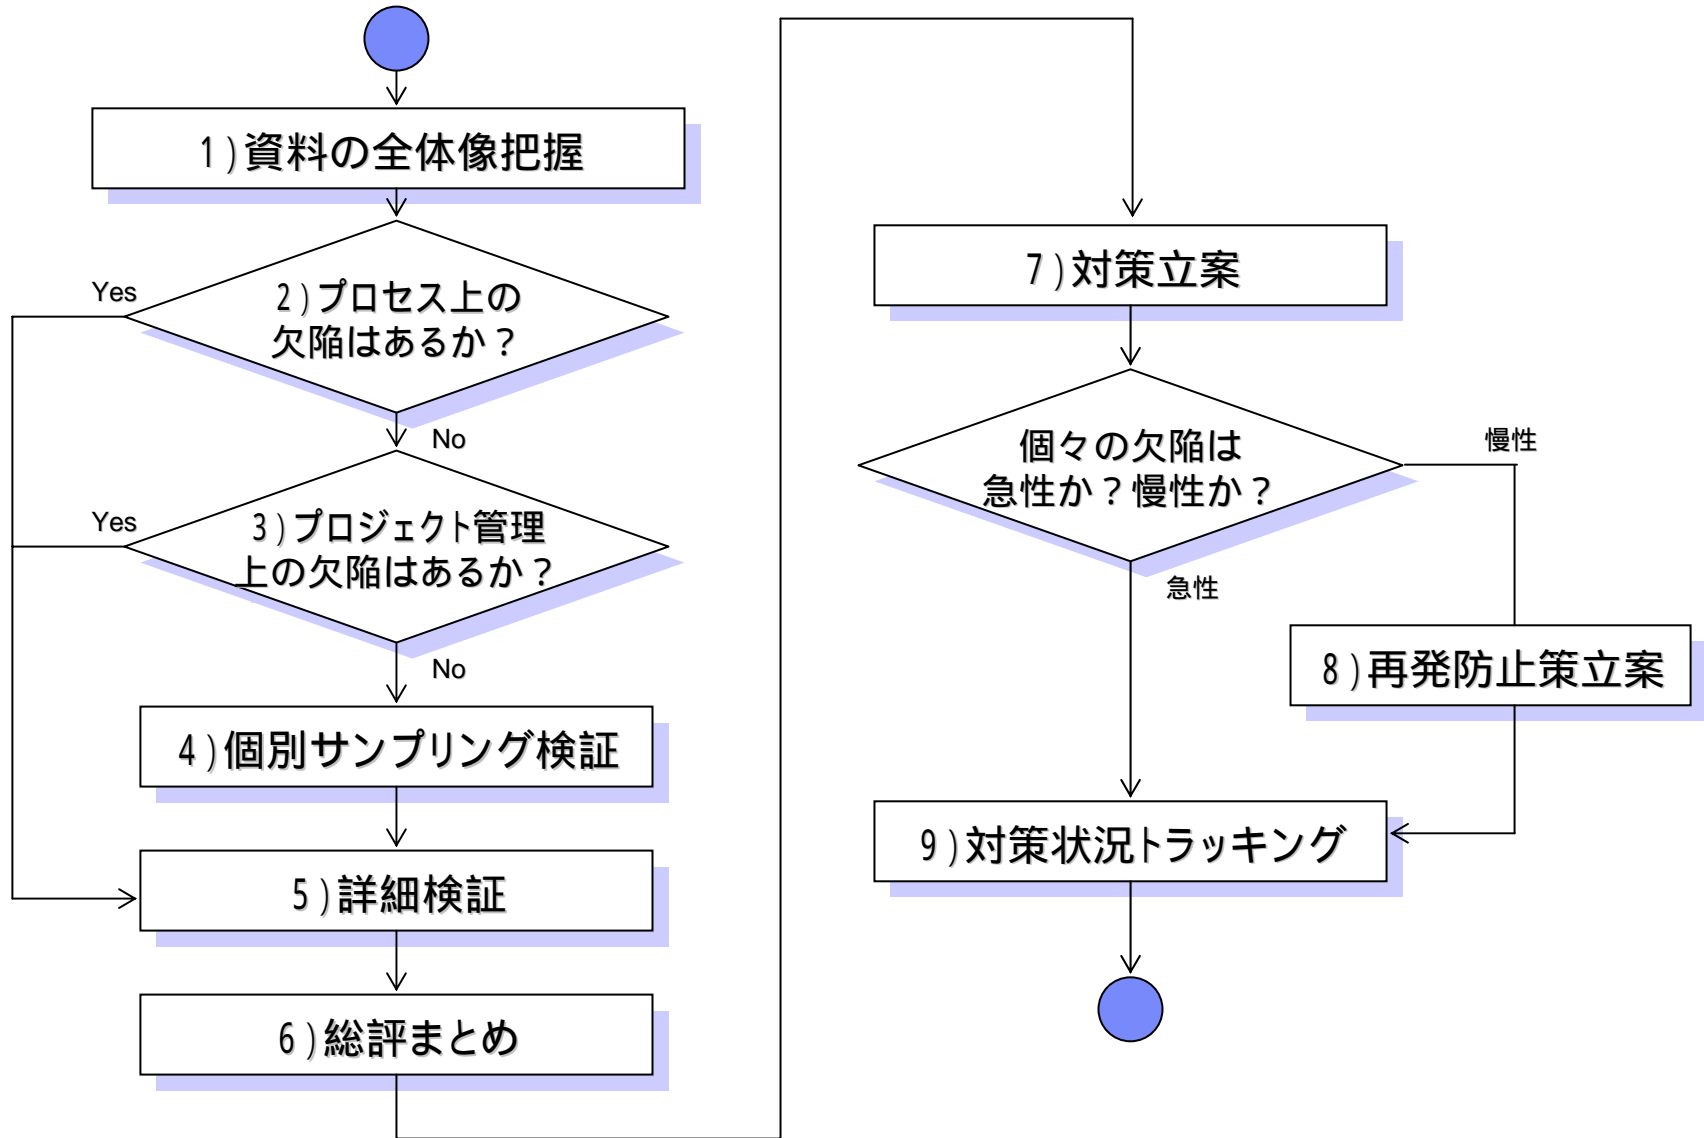 1)資料の全体像把握
Yes
2)プロセス上の
欠陥はあるか？
No
Yes
3)プロジェクト管理
上の欠陥はあるか？
No
4)個別サンプリング検証
5)詳細検証
6)総評まとめ
7)対策立案
個々の欠陥は
急性か？慢性か？
慢性
急性
8)再発防止策立案
9)対策状況トラッキング